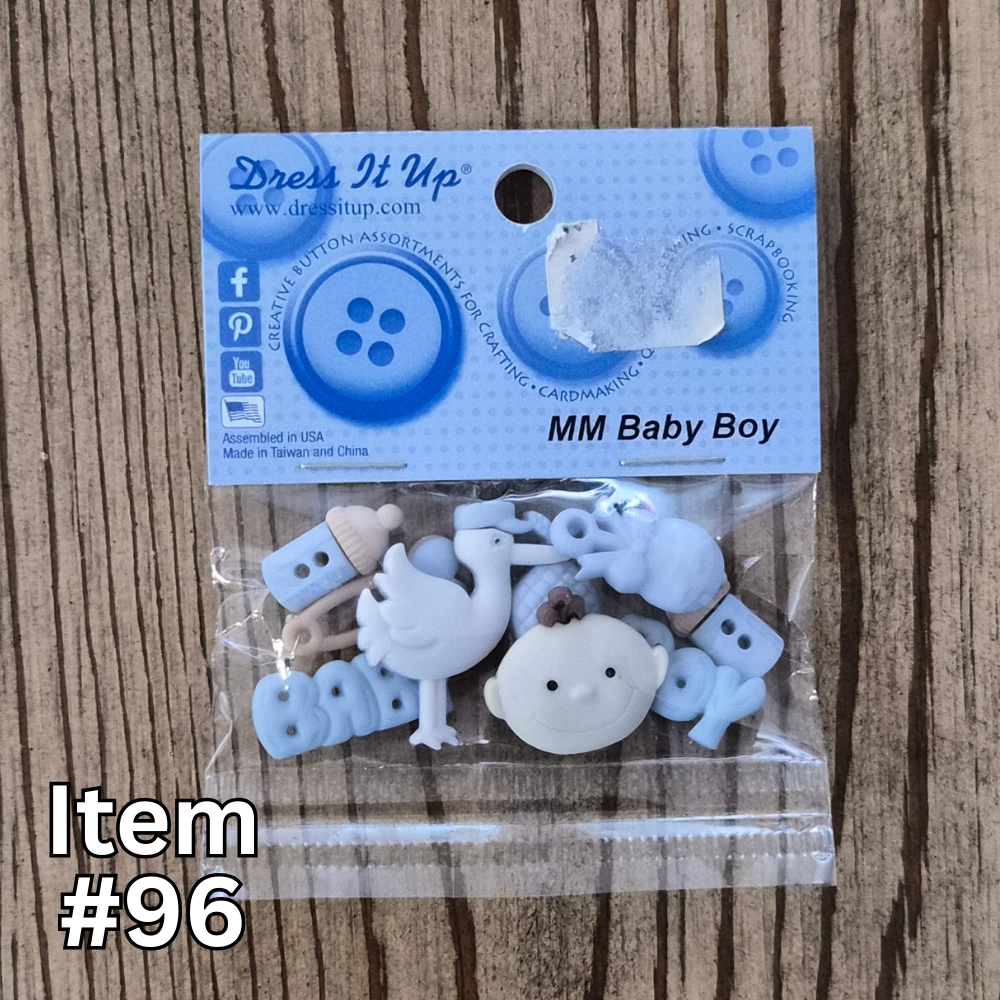 Dress It Up®
www.dressitup.com
CREATIVE BUTTON ASSORTMENTS FOR CRAFTING • CARDMAKING •
• SCRAPBOOKING
f
P
You
Tube
Assembled in USA
Made in Taiwan and China
MM Baby Boy
BABY
Item
#96